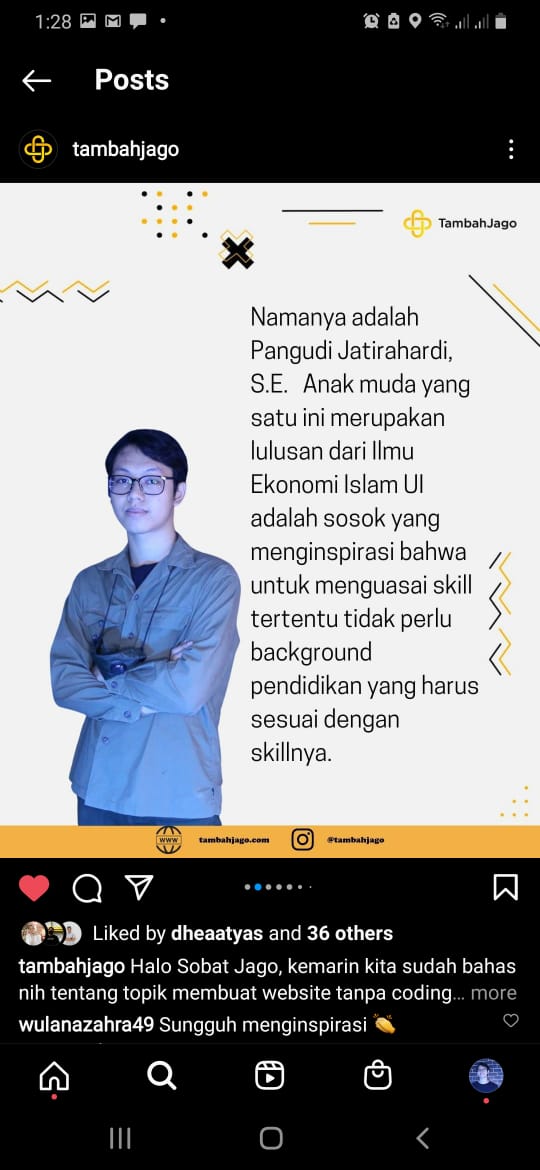 1:28
Posts
tambahjago
TambahJago
Namanya adalah
Pangudi Jatirahardi,
S.E. Anak muda yang
satu ini merupakan
lulusan dari Ilmu
Ekonomi Islam UI
adalah sosok yang
menginspirasi bahwa
untuk menguasai skill
tertentu tidak perlu
background
pendidikan yang harus
sesuai dengan
skillnya.
www tambahjago.com @tambahjago
Liked by dheaatyas and 36 others
tambahjago Halo Sobat Jago, kemarin kita sudah bahas
nih tentang topik membuat website tanpa coding... more
wulanazahra49 Sungguh menginspirasi 👏